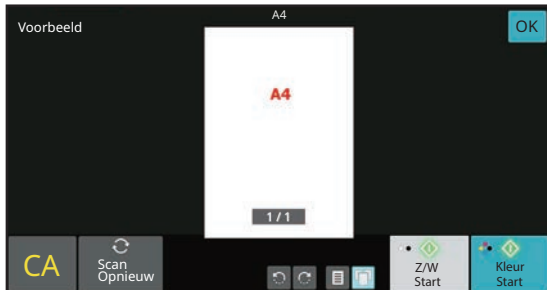 A4
Voorbeeld
OK
A4
1 / 1
CA
Scan
Opnieuw
Z/W
Start
Kleur
Start